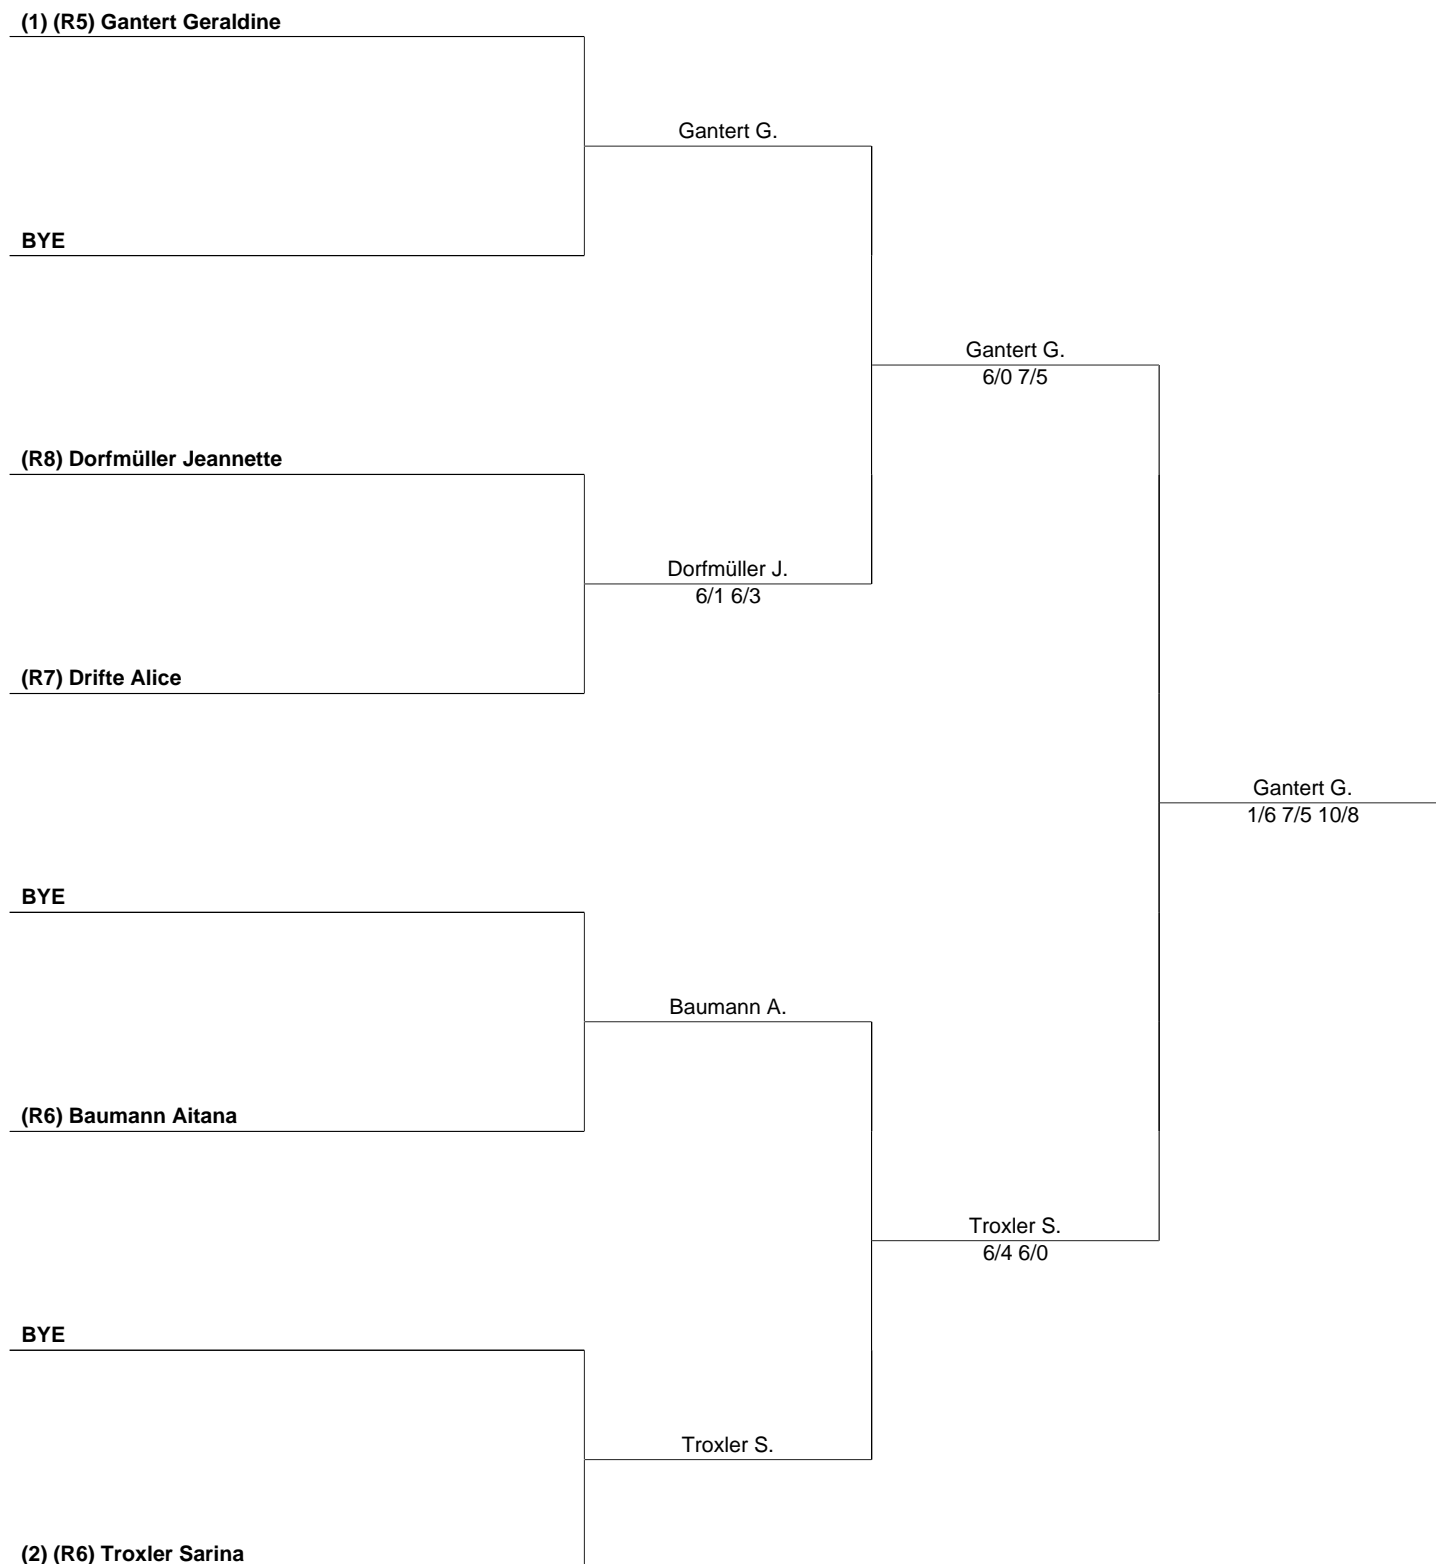 (1) (R5) Gantert Geraldine
Gantert G.
BYE
Gantert G.
6/0 7/5
(R8) Dorfmüller Jeannette
Dorfmüller J.
6/1 6/3
(R7) Drifte Alice
Gantert G.
1/6 7/5 10/8
BYE
Baumann A.
(R6) Baumann Aitana
Troxler S.
6/4 6/0
BYE
Troxler S.
(2) (R6) Troxler Sarina